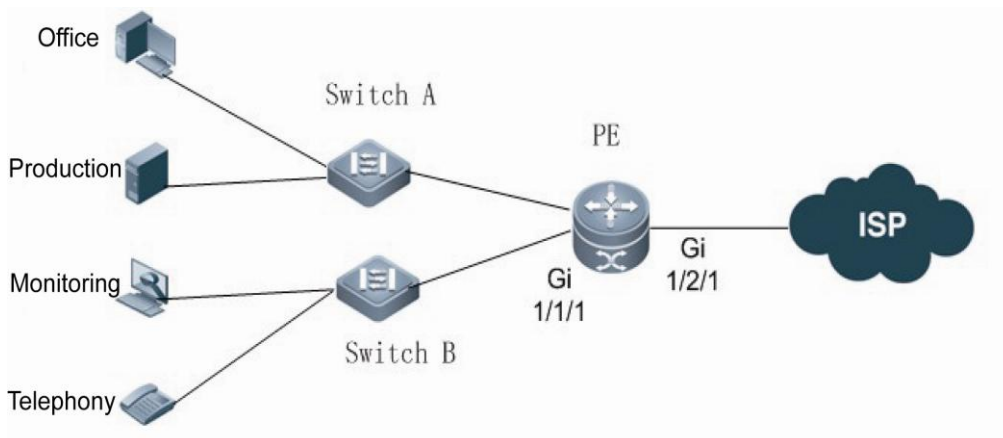 Office
Switch A
PE
Production
ISP
Monitoring
Gi
1/1/1
Gi
1/2/1
Switch B
Telephony